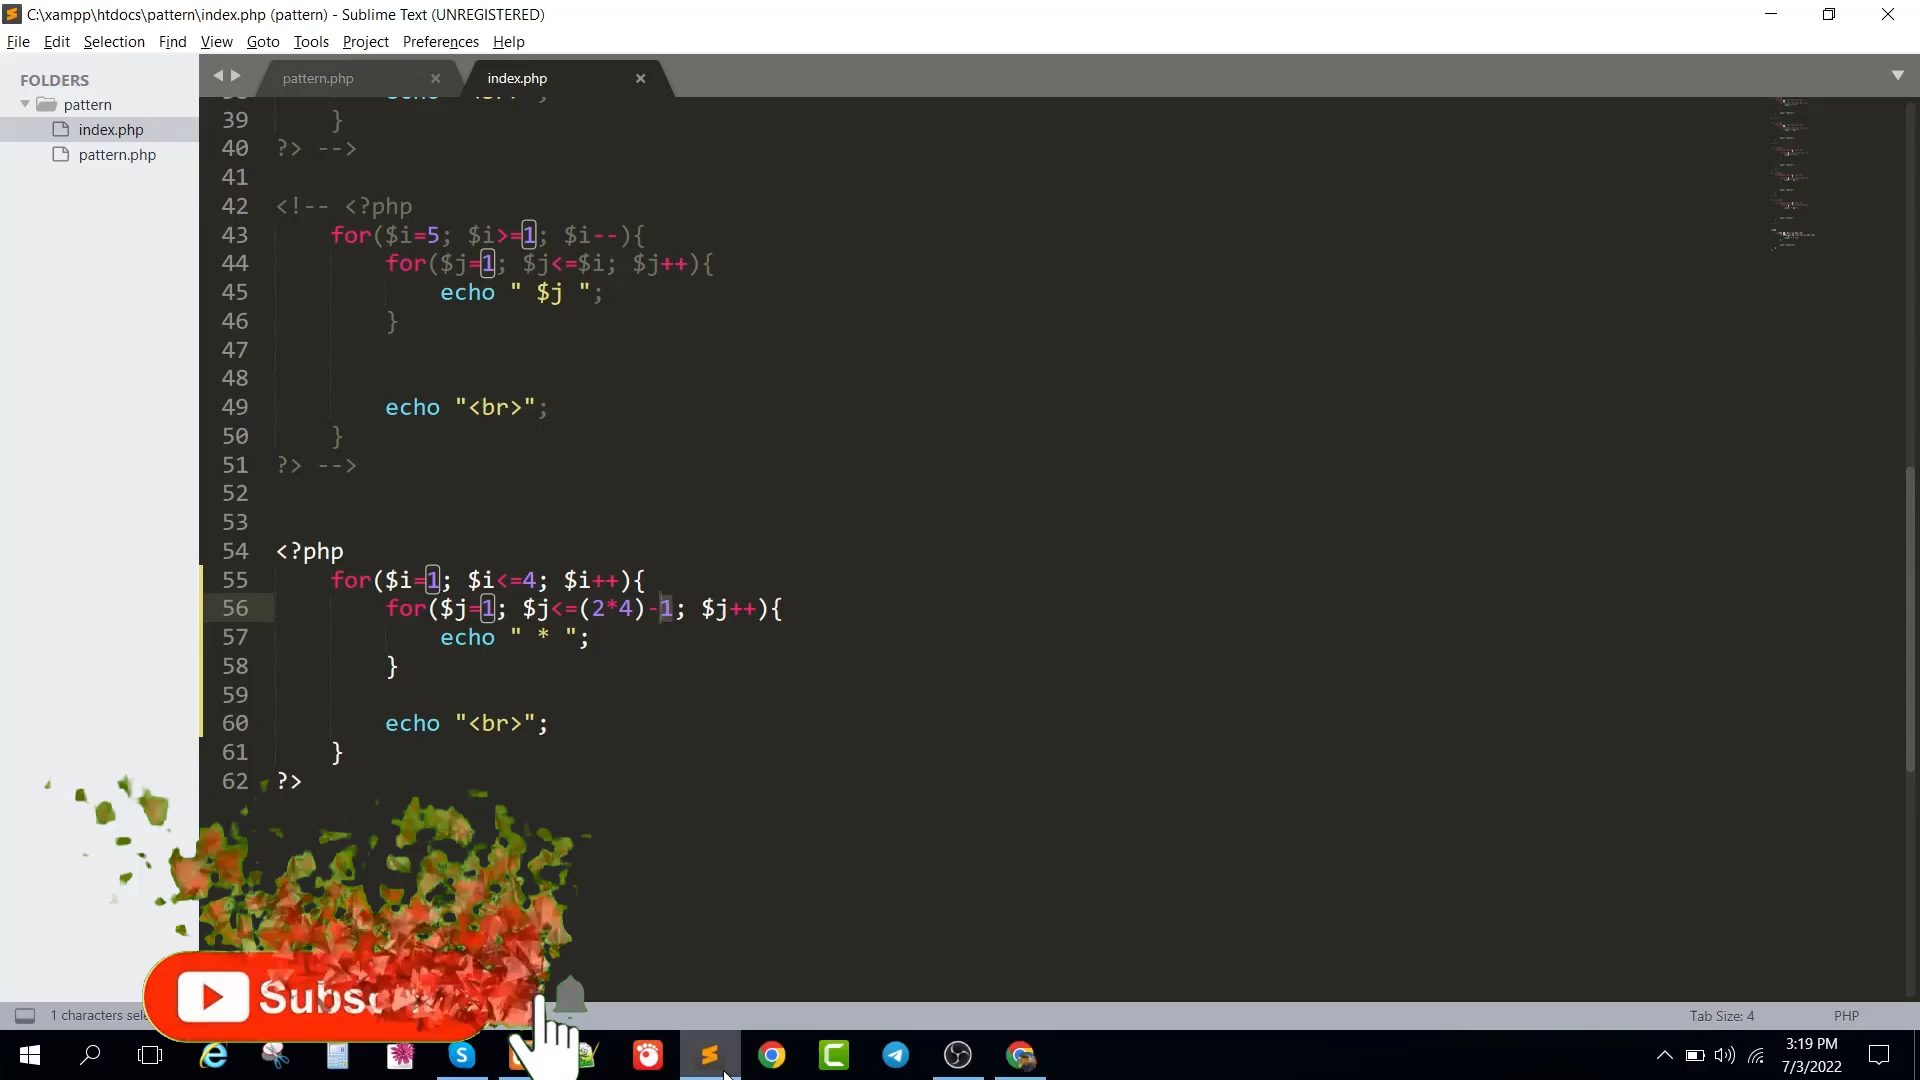 C:\xampp\htdocs\pattern\index.php (pattern) - Sublime Text (UNREGISTERED)
File Edit Selection Find View Goto Tools Project Preferences Help
FOLDERS
pattern
index.php
pattern.php
pattern.php
index.php
39 }
40 ?> -->
41
42 <!-- <?php
43 for($i=5; $i>=1; $i--){
44 for($j=1; $j<=$i; $j++){
45 echo " $j ";
46 }
47
48
49 echo "<br>";
50 }
51 ?> -->
52
53
54 <?php
55 for($i=1; $i<=4; $i++){
56 for($j=1; $j<=(2*4)-1; $j++){
57 echo " * ";
58 }
59
60 echo "<br>";
61 }
62 ?>
1 characters
Tab Size: 4
PHP
3:19 PM
7/3/2022